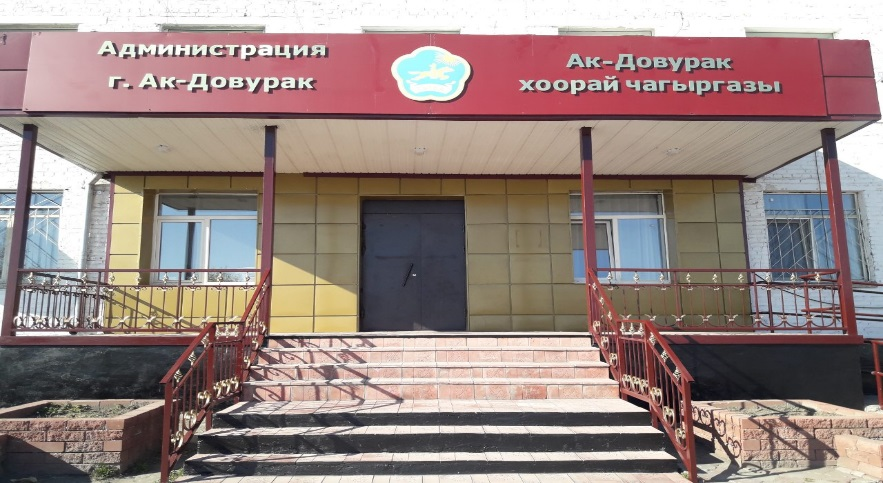 Администрация
г. Ак-Довурак
Ак-Довурак
хоорай чагыргазы